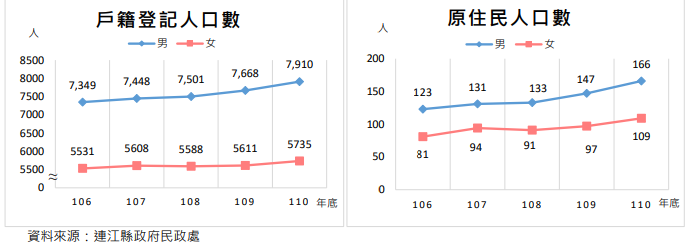 戶籍登記人口數
人
男 女
8500
8000
7500
7000
6500
6000
5500
0
7,349 7,448 7,501 7,668 7,910
5531 5608 5588 5611 5735
106 107 108 109 110 年底
原住民人口數
人
男 女
200
150
100
50
0
123 131 133 147 166
81 94 91 97 109
106 107 108 109 110 年底
資料來源：連江縣政府民政處